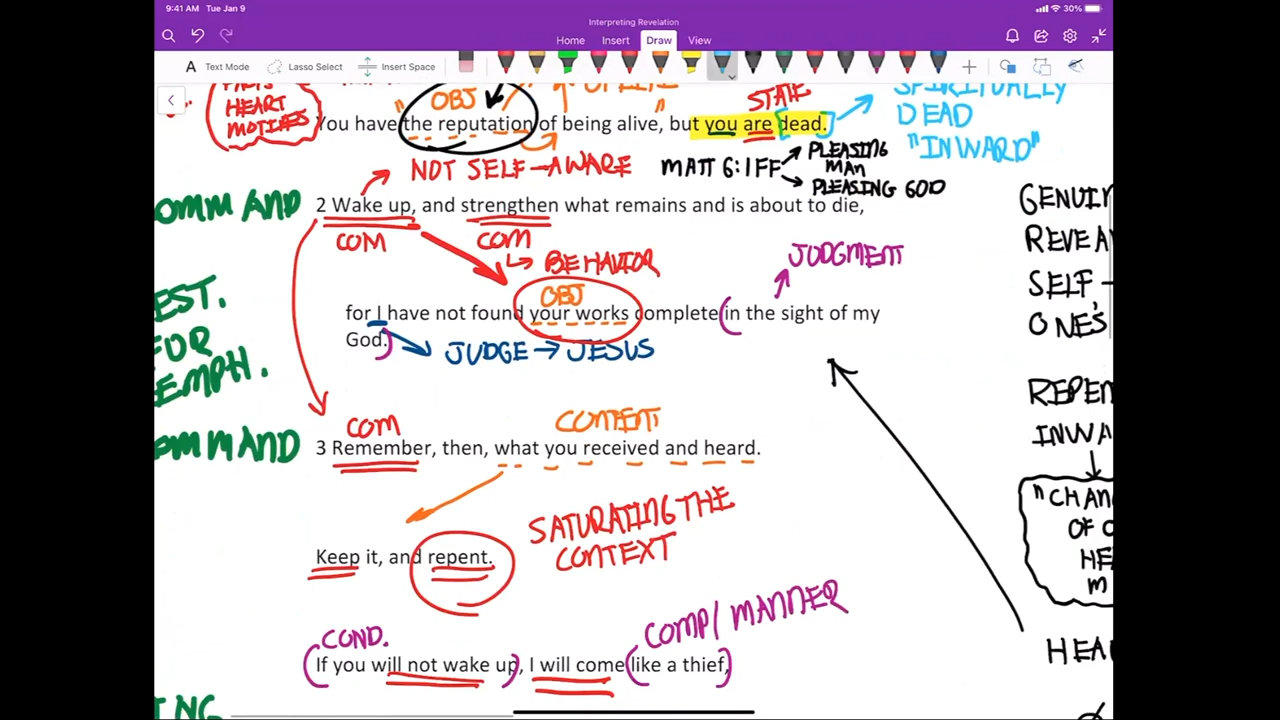 9:41 AM Tue Jan 9
30%
Interpreting Revelation
Home Insert Draw View
A Text Mode Lasso Select Insert Space
HEART
MOTIVES
" OBJ "
STATE
SPIRITUALLY
DEAD
"INWARD"
You have the reputation of being alive, but you are dead.
NOT SELF-AWARE
MATT 6:1FF
PLEASING
MAN
PLEASING GOD
2 Wake up, and strengthen what remains and is about to die,
COM
COM
BEHAVIOR
OBJ
JUDGMENT
for I have not found your works complete in the sight of my
God.
JUDGE → JESUS
OMMAND
EST.
FOR
EMPH.
OMMAND
COM
CONTENT
3 Remember, then, what you received and heard.
SATURATING THE
CONTEXT
Keep it, and repent.
COND.
COMP/ MANNER
If you will not wake up, I will come like a thief,
ING
GENUIN
REVEA
SELF-
ONE'S
REPEN
INWA
"CHAN
OF O
HE
M
HEA